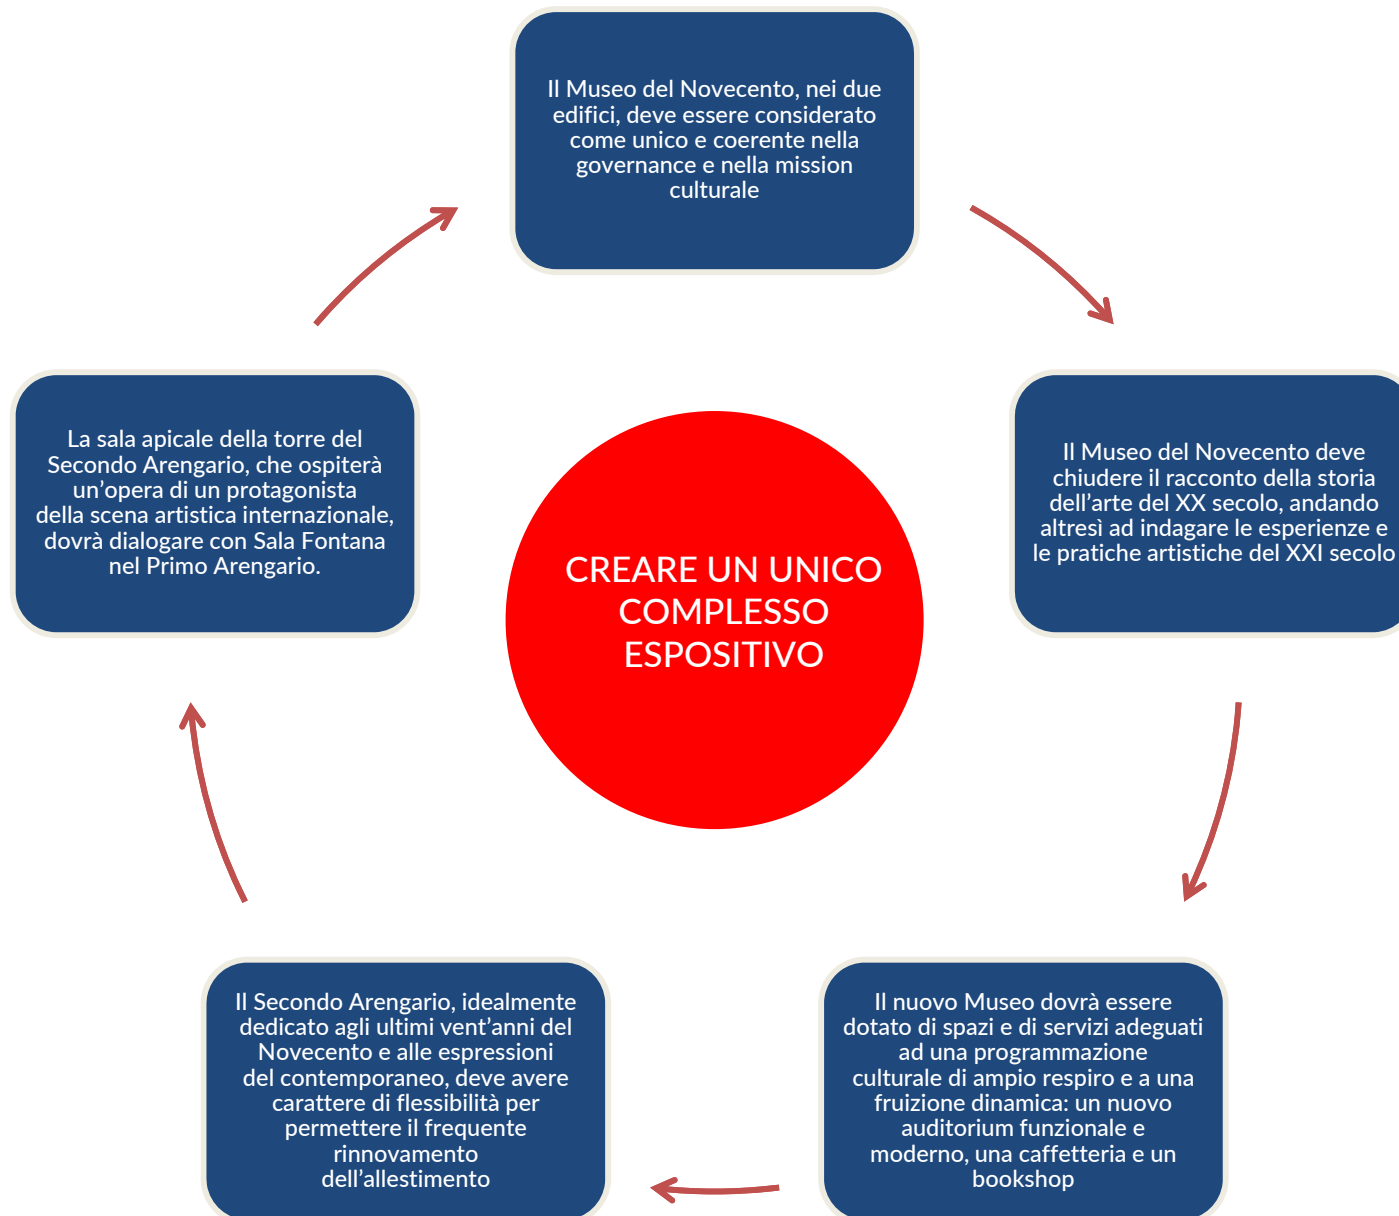 Il Museo del Novecento, nei due
edifici, deve essere considerato
come unico e coerente nella
governance e nella mission
culturale
Il Museo del Novecento deve
chiudere il racconto della storia
dell’arte del XX secolo, andando
altresì ad indagare le esperienze e
le pratiche artistiche del XXI secolo
Il nuovo Museo dovrà essere
dotato di spazi e di servizi adeguati
ad una programmazione
culturale di ampio respiro e a una
fruizione dinamica: un nuovo
auditorium funzionale e
moderno, una caffetteria e un
bookshop
Il Secondo Arengario, idealmente
dedicato agli ultimi vent’anni del
Novecento e alle espressioni
del contemporaneo, deve avere
carattere di flessibilità per
permettere il frequente
rinnovamento
dell’allestimento
La sala apicale della torre del
Secondo Arengario, che ospiterà
un’opera di un protagonista
della scena artistica internazionale,
dovrà dialogare con Sala Fontana
nel Primo Arengario.
CREARE UN UNICO
COMPLESSO
ESPOSITIVO